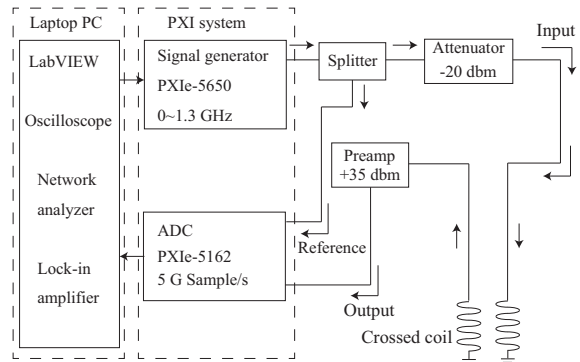 Laptop PC
PXI system
Input
LabVIEW
Oscilloscope
Network
analyzer
Lock-in
amplifier
Signal generator
PXIe-5650
0~1.3 GHz
Splitter
Attenuator
-20 dbm
Preamp
+35 dbm
ADC
PXIe-5162
5 G Sample/s
Reference
Output
Crossed coil